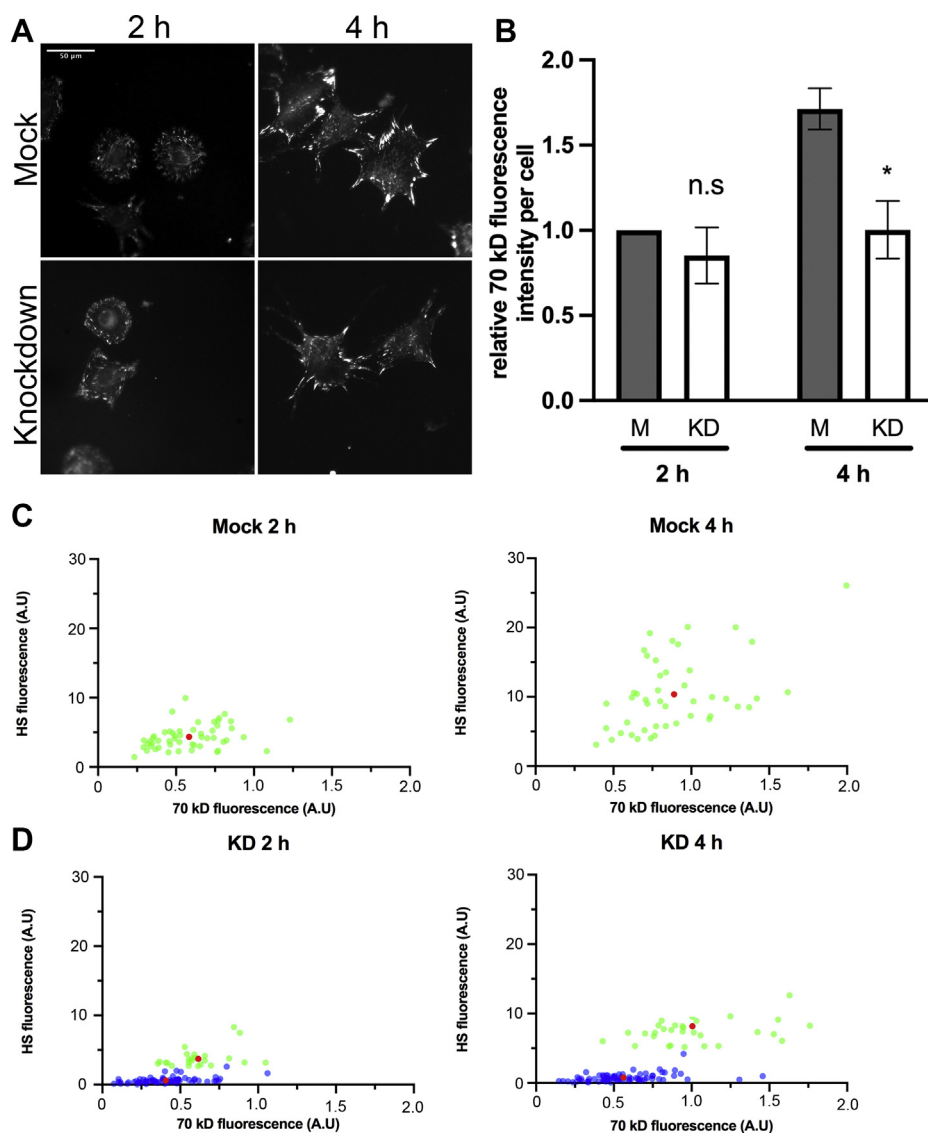 A
2 h
4 h
50 µm
Mock
Knockdown
B
relative 70 kD fluorescence
intensity per cell
2.0
1.5
1.0
0.5
0.0
n.s
*
M
KD
M
KD
2 h
4 h
C
Mock 2 h
HS fluorescence (A.U)
30
20
10
0
0
0.5
1.0
1.5
2.0
70 kD fluorescence (A.U)
Mock 4 h
HS fluorescence (A.U)
30
20
10
0
0
0.5
1.0
1.5
2.0
70 kD fluorescence (A.U)
D
KD 2 h
HS fluorescence (A.U)
30
20
10
0
0
0.5
1.0
1.5
2.0
70 kD fluorescence (A.U)
KD 4 h
HS fluorescence (A.U)
30
20
10
0
0
0.5
1.0
1.5
2.0
70 kD fluorescence (A.U)